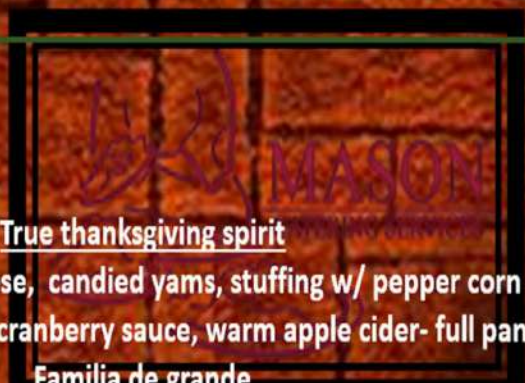 MASON
True thanksgiving spirit
se, candied yams, stuffing w/ pepper corn
cranberry sauce, warm apple cider- full pan
Familia de grande